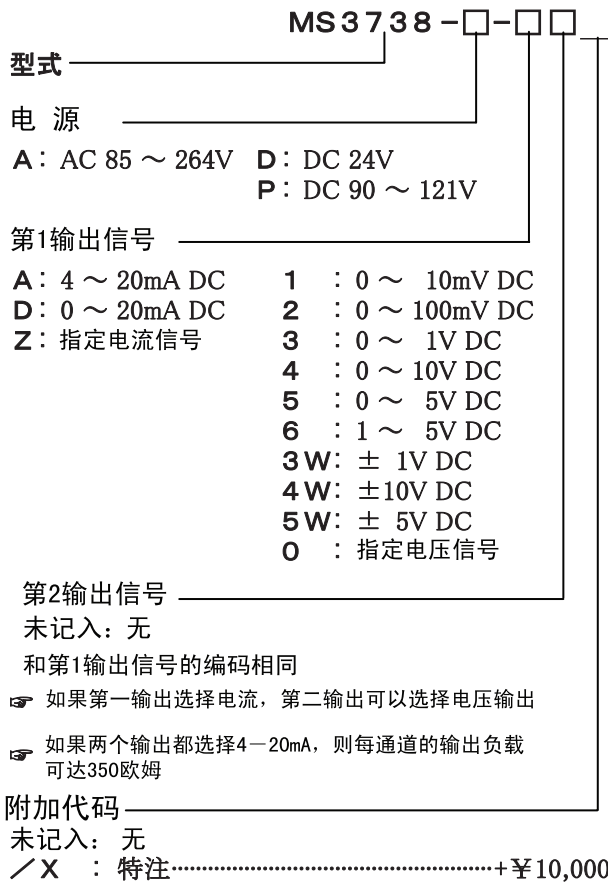 MS3738-□-□□
型式
电 源
A: AC 85 ～ 264V D: DC 24V
P: DC 90 ～ 121V
第1输出信号
A: 4 ～ 20mA DC 1 : 0 ～ 10mV DC
D: 0 ～ 20mA DC 2 : 0 ～ 100mV DC
Z: 指定电流信号 3 : 0 ～ 1V DC
4 : 0 ～ 10V DC
5 : 0 ～ 5V DC
6 : 1 ～ 5V DC
3W: ± 1V DC
4W: ±10V DC
5W: ± 5V DC
0 : 指定电压信号
第2输出信号
未记入: 无
和第1输出信号的编码相同
☞ 如果第一输出选择电流，第二输出可以选择电压输出
☞ 如果两个输出都选择4－20mA，则每通道的输出负载
可达350欧姆
附加代码
未记入: 无
／X : 特注……………………………………+¥10,000